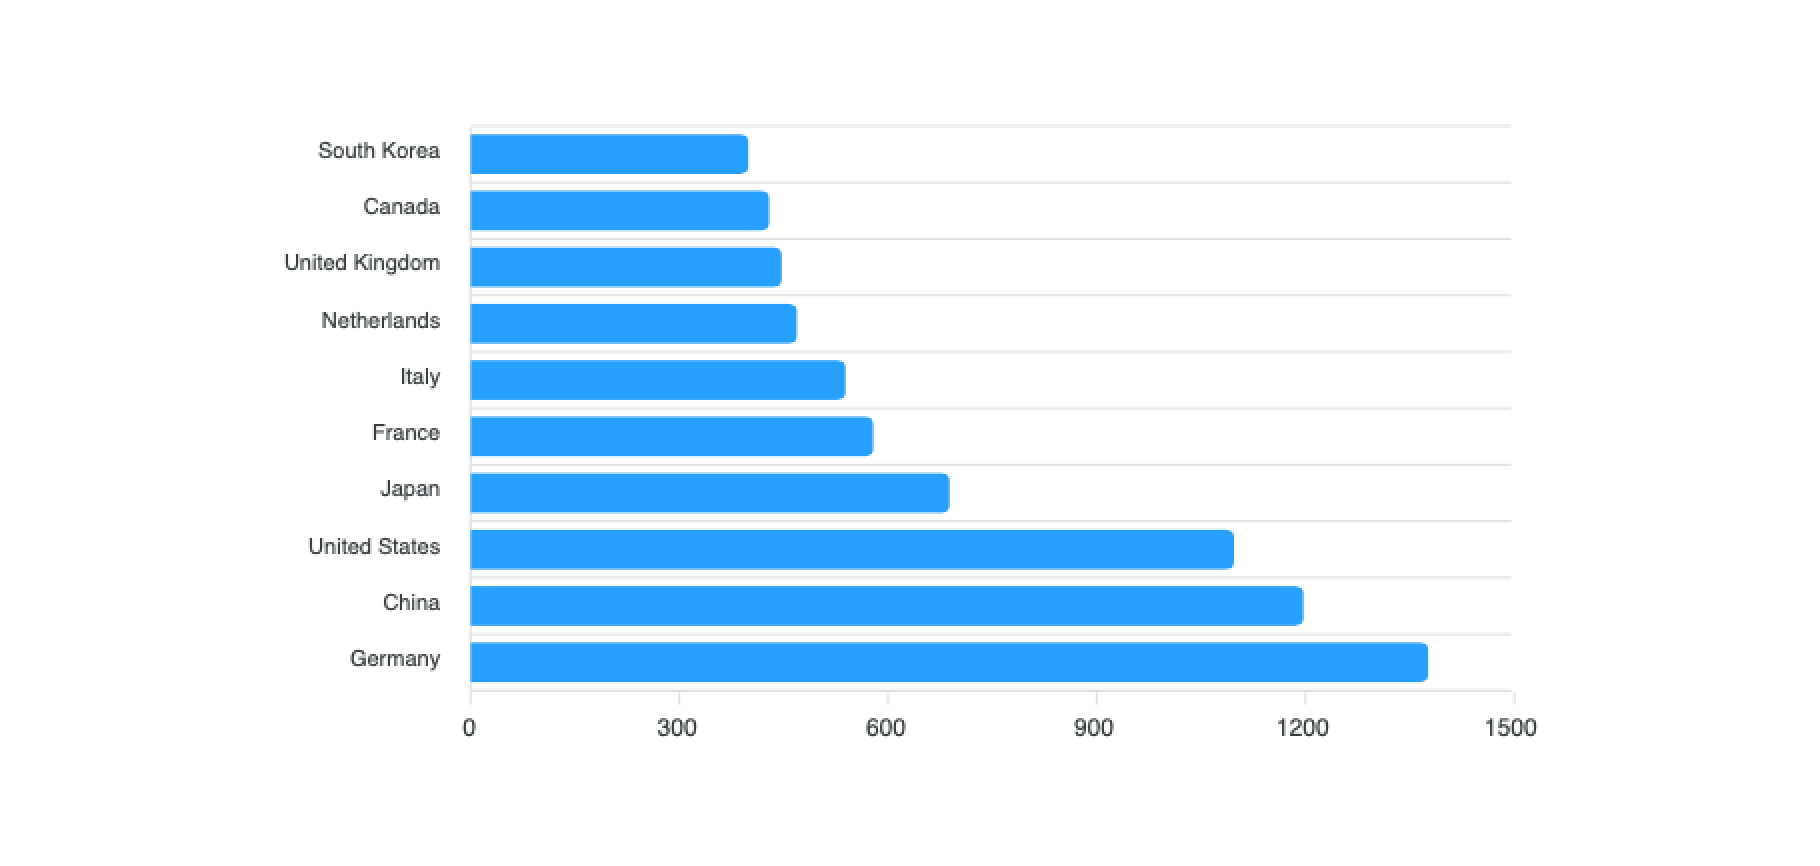 South Korea
Canada
United Kingdom
Netherlands
Italy
France
Japan
United States
China
Germany
0 300 600 900 1200 1500